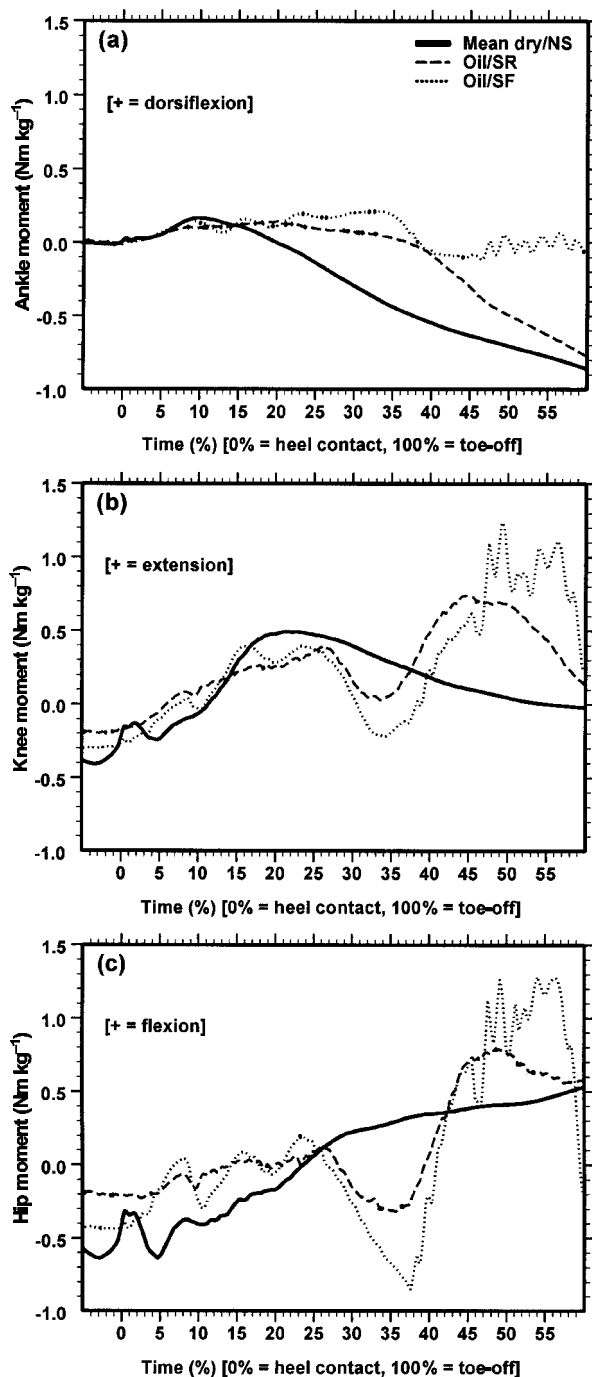 (a)
Mean dry/NS
Oil/SR
Oil/SF
[+ = dorsiflexion]
Ankle moment (Nm kg⁻¹)
1.5
1.0
0.5
0.0
-0.5
-1.0
0 5 10 15 20 25 30 35 40 45 50 55
Time (%) [0% = heel contact, 100% = toe-off]
(b)
[+ = extension]
Knee moment (Nm kg⁻¹)
1.5
1.0
0.5
0.0
-0.5
-1.0
0 5 10 15 20 25 30 35 40 45 50 55
Time (%) [0% = heel contact, 100% = toe-off]
(c)
[+ = flexion]
Hip moment (Nm kg⁻¹)
1.5
1.0
0.5
0.0
-0.5
-1.0
0 5 10 15 20 25 30 35 40 45 50 55
Time (%) [0% = heel contact, 100% = toe-off]